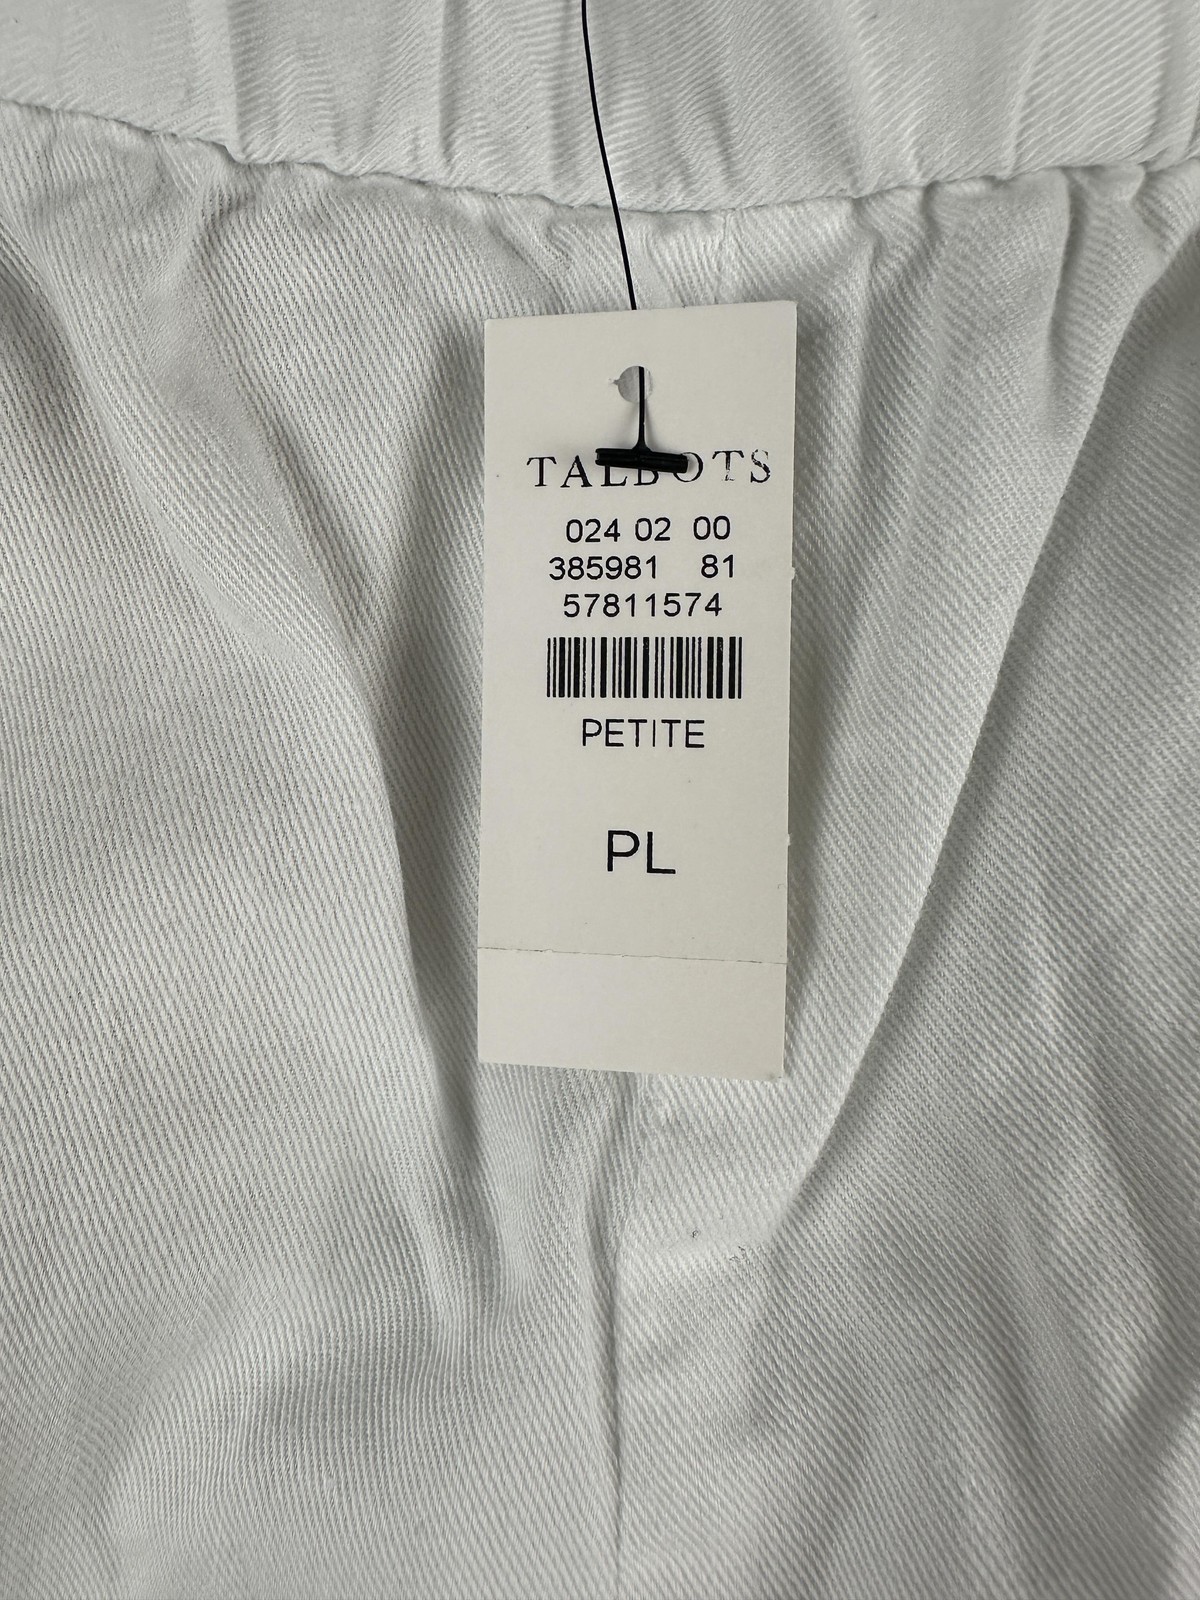 TALBOTS
024 02 00
385981 81
57811574
PETITE
PL